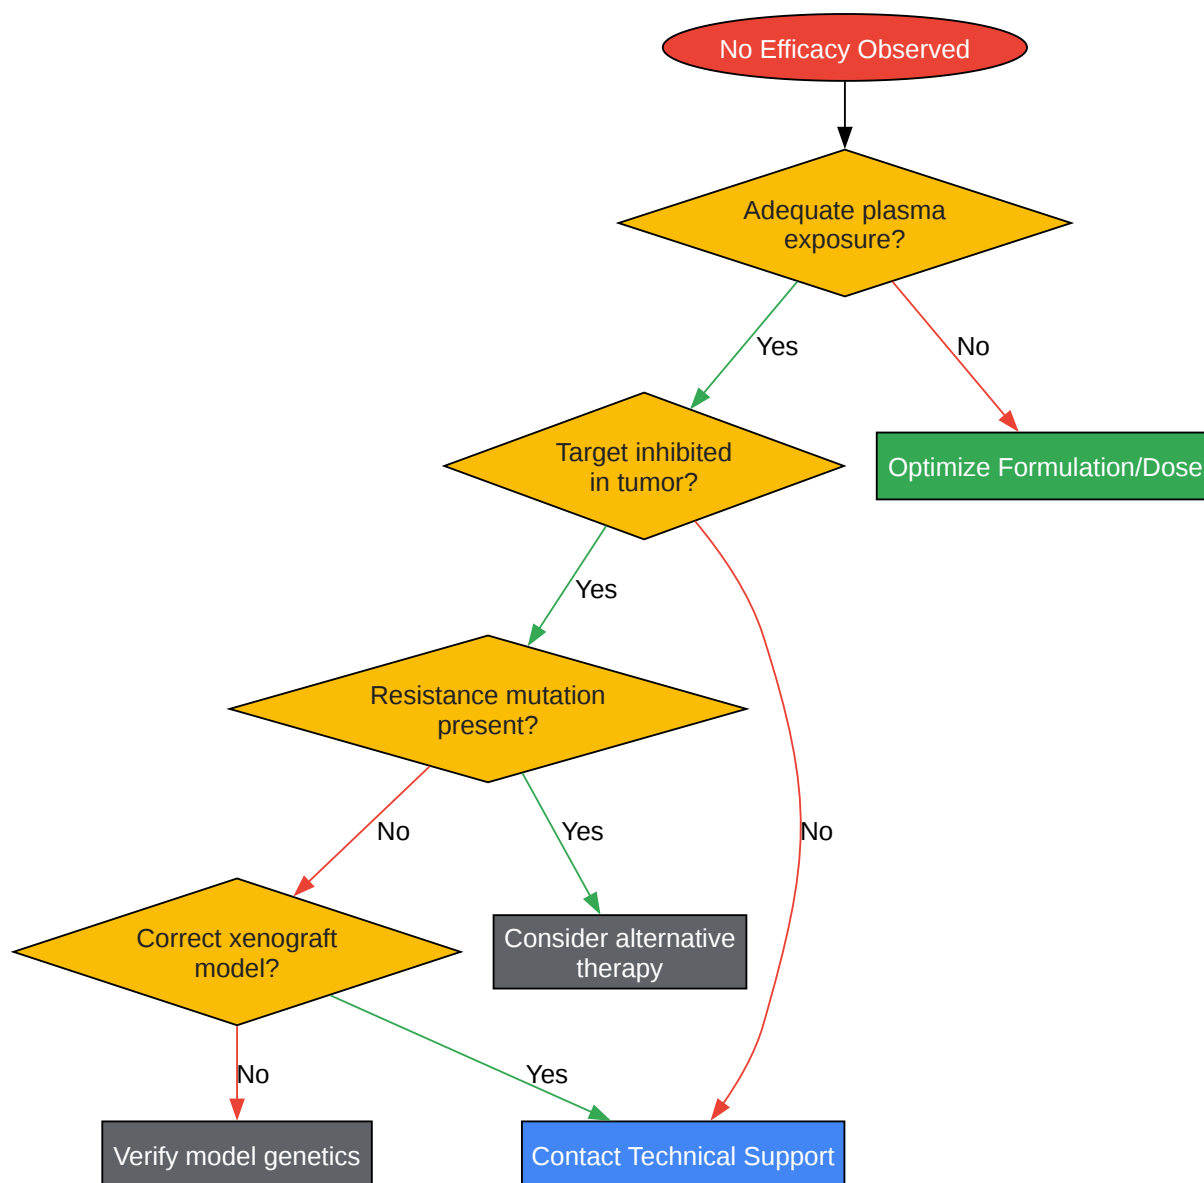 No Efficacy Observed
Adequate plasma
exposure?
Yes
No
Target inhibited
in tumor?
Optimize Formulation/Dose
Yes
Resistance mutation
present?
No
Yes
No
Correct xenograft
model?
Consider alternative
therapy
No
Yes
Verify model genetics
Contact Technical Support